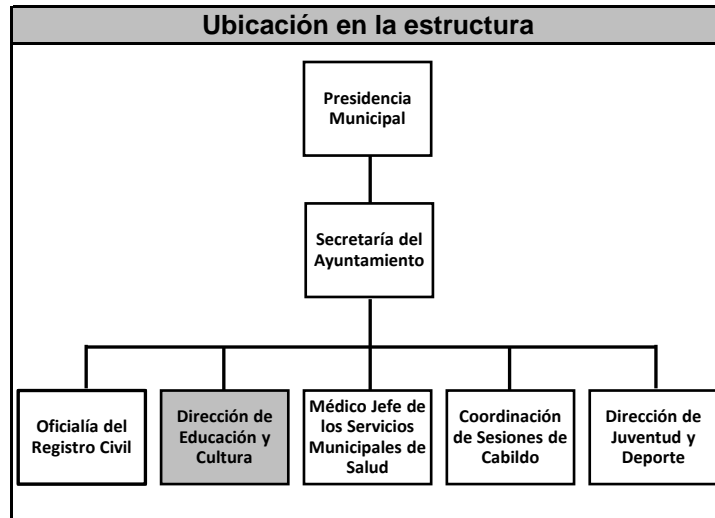 Ubicación en la estructura
Presidencia
Municipal
Secretaría del
Ayuntamiento
Oficialía del
Registro Civil
Dirección de
Educación y
Cultura
Médico Jefe de
los Servicios
Municipales de
Salud
Coordinación
de Sesiones de
Cabildo
Dirección de
Juventud y
Deporte